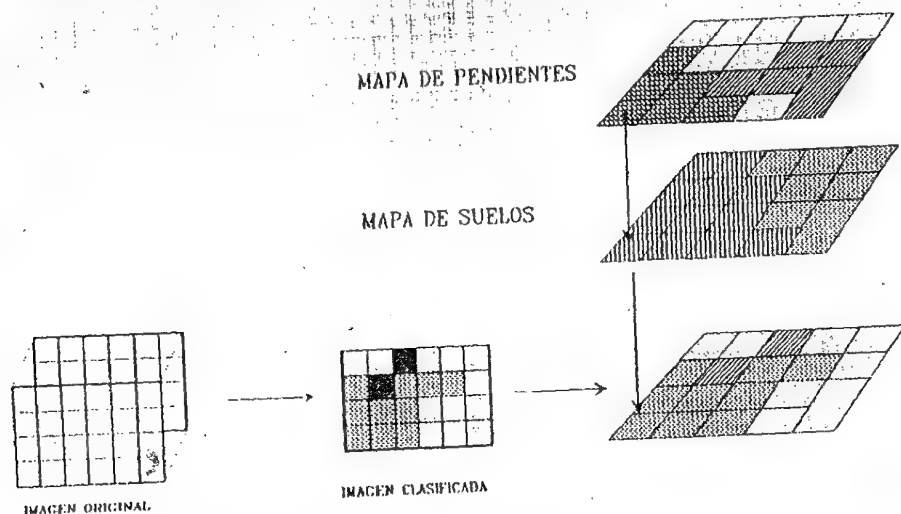 MAPA DE PENDIENTES
MAPA DE SUELOS
IMAGEN ORIGINAL
IMAGEN CLASIFICADA